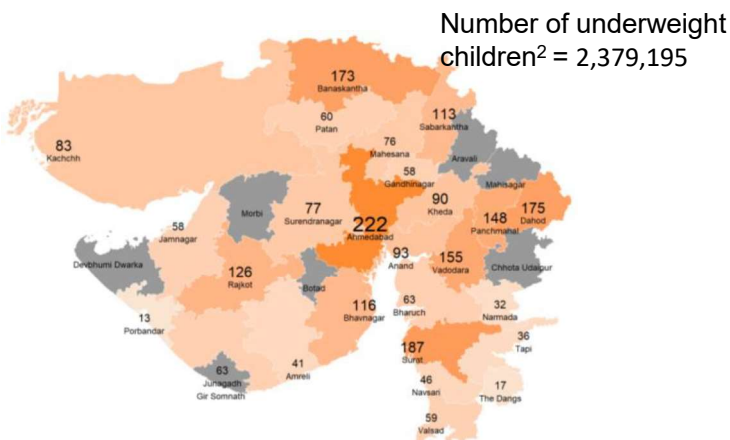 Number of underweight
children² = 2,379,195
173
Banaskantha
60
Patan
113
Sabarkantha
76
Mahesana
Aravali
83
Kachchh
58
Gandhinagar
Mahisagar
90
Kheda
175
Dahod
148
Panchmahal
Morbi
77
Surendranagar
222
Ahmedabad
58
Jamnagar
93
Anand
155
Vadodara
Chhota Udaipur
Devbhumi Dwarka
126
Rajkot
Botad
116
Bhavnagar
63
Bharuch
32
Narmada
13
Porbandar
36
Tapi
187
Surat
41
Amreli
63
Junagadh
Gir Somnath
46
Navsari
17
The Dangs
59
Valsad